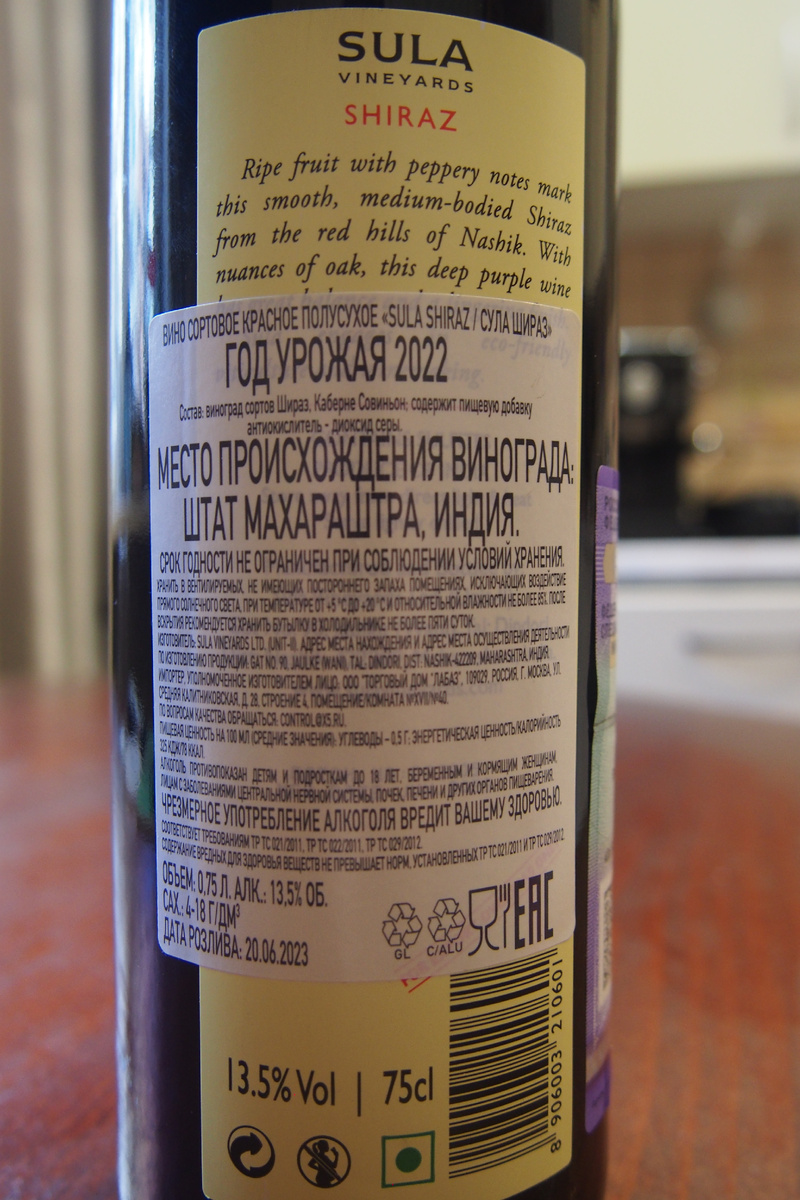 SULA
VINEYARDS
SHIRAZ
Ripe fruit with peppery notes mark
this smooth, medium-bodied Shiraz
from the red hills of Nashik. With
nuances of oak, this deep purple wine
ВИНО СОРТОВОЕ КРАСНОЕ ПОЛУСУХОЕ «SULA SHIRAZ / СУЛА ШИРАЗ»
eco-friendly
ГОД УРОЖАЯ 2022
Состав: виноград сортов Шираз, Каберне Совиньон; содержит пищевую добавку
антиокислитель - диоксид серы.
МЕСТО ПРОИСХОЖДЕНИЯ ВИНОГРАДА:
ШТАТ МАХАРАШТРА, ИНДИЯ.
СРОК ГОДНОСТИ НЕ ОГРАНИЧЕН ПРИ СОБЛЮДЕНИИ УСЛОВИЙ ХРАНЕНИЯ.
ХРАНИТЬ В ВЕНТИЛИРУЕМЫХ, НЕ ИМЕЮЩИХ ПОСТОРОННЕГО ЗАПАХА ПОМЕЩЕНИЯХ, ИСКЛЮЧАЮЩИХ ВОЗДЕЙСТВИЕ
ПРЯМОГО СОЛНЕЧНОГО СВЕТА, ПРИ ТЕМПЕРАТУРЕ ОТ +5 °С ДО +20 °С И ОТНОСИТЕЛЬНОЙ ВЛАЖНОСТИ НЕ БОЛЕЕ 85%. ПОСЛЕ
ВСКРЫТИЯ РЕКОМЕНДУЕТСЯ ХРАНИТЬ БУТЫЛКУ В ХОЛОДИЛЬНИКЕ НЕ БОЛЕЕ ПЯТИ СУТОК.
ИЗГОТОВИТЕЛЬ: SULA VINEYARDS LTD. (UNIT-II). АДРЕС МЕСТА НАХОЖДЕНИЯ И АДРЕС МЕСТА ОСУЩЕСТВЛЕНИЯ ДЕЯТЕЛЬНОСТИ
ПО ИЗГОТОВЛЕНИЮ ПРОДУКЦИИ: GAT NO. 90, JAULKE (WANI), TAL. DINDORI, DIST. NASHIK-422209, MAHARASHTRA, ИНДИЯ.
ИМПОРТЕР, УПОЛНОМОЧЕННОЕ ИЗГОТОВИТЕЛЕМ ЛИЦО: ООО "ТОРГОВЫЙ ДОМ "ЛАБАЗ", 109029, РОССИЯ, Г. МОСКВА, УЛ.
СРЕДНЯЯ КАЛИТНИКОВСКАЯ, Д. 28, СТРОЕНИЕ 4, ПОМЕЩЕНИЕ/КОМНАТА №XVII/№40.
ПО ВОПРОСАМ КАЧЕСТВА ОБРАЩАТЬСЯ: CONTROL@X5.RU.
ПИЩЕВАЯ ЦЕННОСТЬ НА 100 МЛ (СРЕДНИЕ ЗНАЧЕНИЯ): УГЛЕВОДЫ – 0,5 Г, ЭНЕРГЕТИЧЕСКАЯ ЦЕННОСТЬ/КАЛОРИЙНОСТЬ
325 КДЖ/78 ККАЛ.
АЛКОГОЛЬ ПРОТИВОПОКАЗАН ДЕТЯМ И ПОДРОСТКАМ ДО 18 ЛЕТ, БЕРЕМЕННЫМ И КОРМЯЩИМ ЖЕНЩИНАМ,
ЛИЦАМ С ЗАБОЛЕВАНИЯМИ ЦЕНТРАЛЬНОЙ НЕРВНОЙ СИСТЕМЫ, ПОЧЕК, ПЕЧЕНИ И ДРУГИХ ОРГАНОВ ПИЩЕВАРЕНИЯ.
ЧРЕЗМЕРНОЕ УПОТРЕБЛЕНИЕ АЛКОГОЛЯ ВРЕДИТ ВАШЕМУ ЗДОРОВЬЮ.
СООТВЕТСТВУЕТ ТРЕБОВАНИЯМ ТР ТС 021/2011, ТР ТС 022/2011, ТР ТС 029/2012.
СОДЕРЖАНИЕ ВРЕДНЫХ ДЛЯ ЗДОРОВЬЯ ВЕЩЕСТВ НЕ ПРЕВЫШАЕТ НОРМ, УСТАНОВЛЕННЫХ ТР ТС 021/2011 И ТР ТС 029/2012.
ОБЪЕМ: 0,75 Л. АЛК.: 13,5% ОБ.
САХ.: 4-18 Г/ДМ³
ДАТА РОЗЛИВА: 20.06.2023
GL
C/ALU
EAC
13.5% Vol | 75cl
8 906003 210601